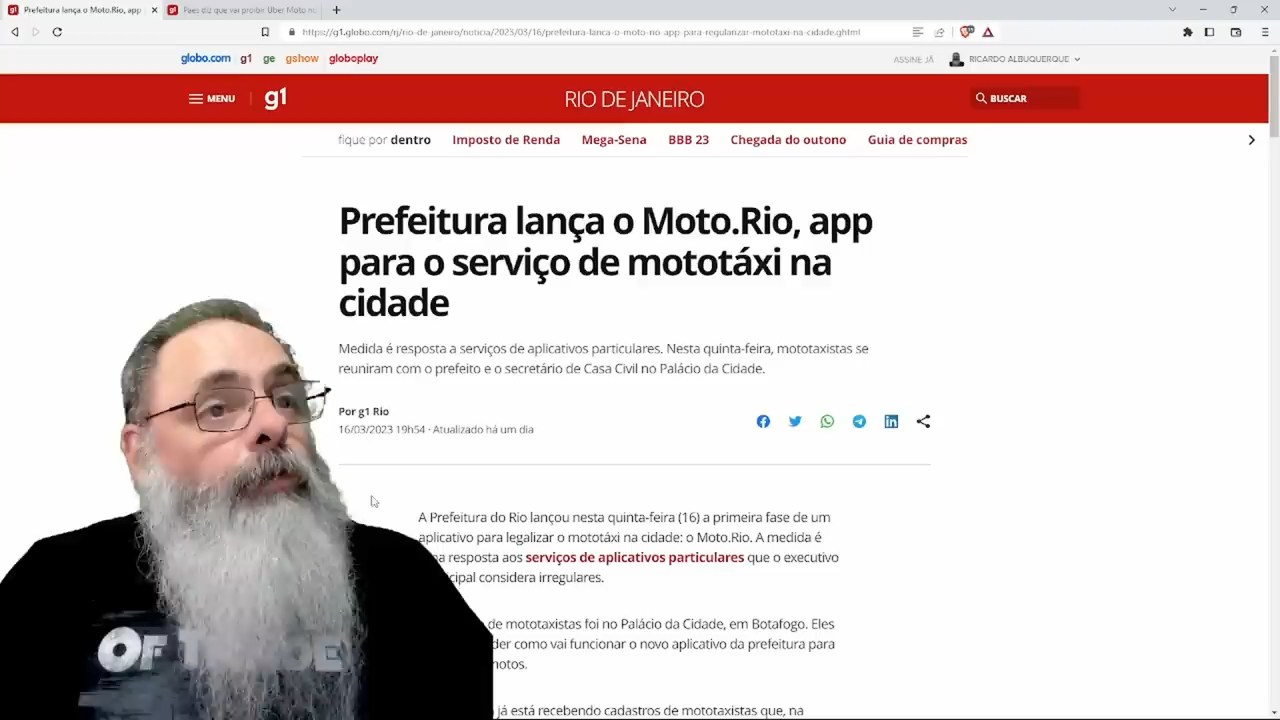 Prefeitura lança o Moto.Rio, app
Paes diz que vai proibir Uber Moto no
https://g1.globo.com/rj/rio-de-janeiro/noticia/2023/03/16/prefeitura-lanca-o-moto-rio-app-para-regularizar-mototaxi-na-cidade.ghtml
globo.com g1 ge gshow globoplay
ASSINE JÁ RICARDO ALBUQUERQUE
MENU g1 RIO DE JANEIRO BUSCAR
fique por dentro Imposto de Renda Mega-Sena BBB 23 Chegada do outono Guia de compras
Prefeitura lança o Moto.Rio, app
para o serviço de mototáxi na
cidade
Medida é resposta a serviços de aplicativos particulares. Nesta quinta-feira, mototaxistas se
reuniram com o prefeito e o secretário de Casa Civil no Palácio da Cidade.
Por g1 Rio
16/03/2023 19h54 · Atualizado há um dia
A Prefeitura do Rio lançou nesta quinta-feira (16) a primeira fase de um
aplicativo para legalizar o mototáxi na cidade: o Moto.Rio. A medida é
resposta aos serviços de aplicativos particulares que o executivo
cipal considera irregulares.
de mototaxistas foi no Palácio da Cidade, em Botafogo. Eles
der como vai funcionar o novo aplicativo da prefeitura para
motos.
já está recebendo cadastros de mototaxistas que, na
OF